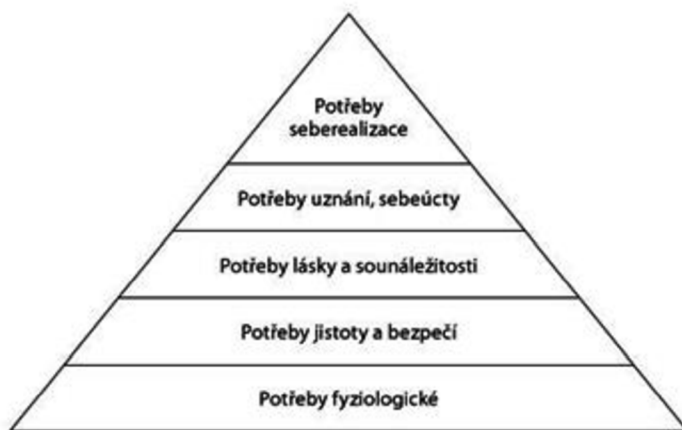 Potřeby
seberealizace
Potřeby uznání, sebeúcty
Potřeby lásky a sounáležitosti
Potřeby jistoty a bezpečí
Potřeby fyziologické